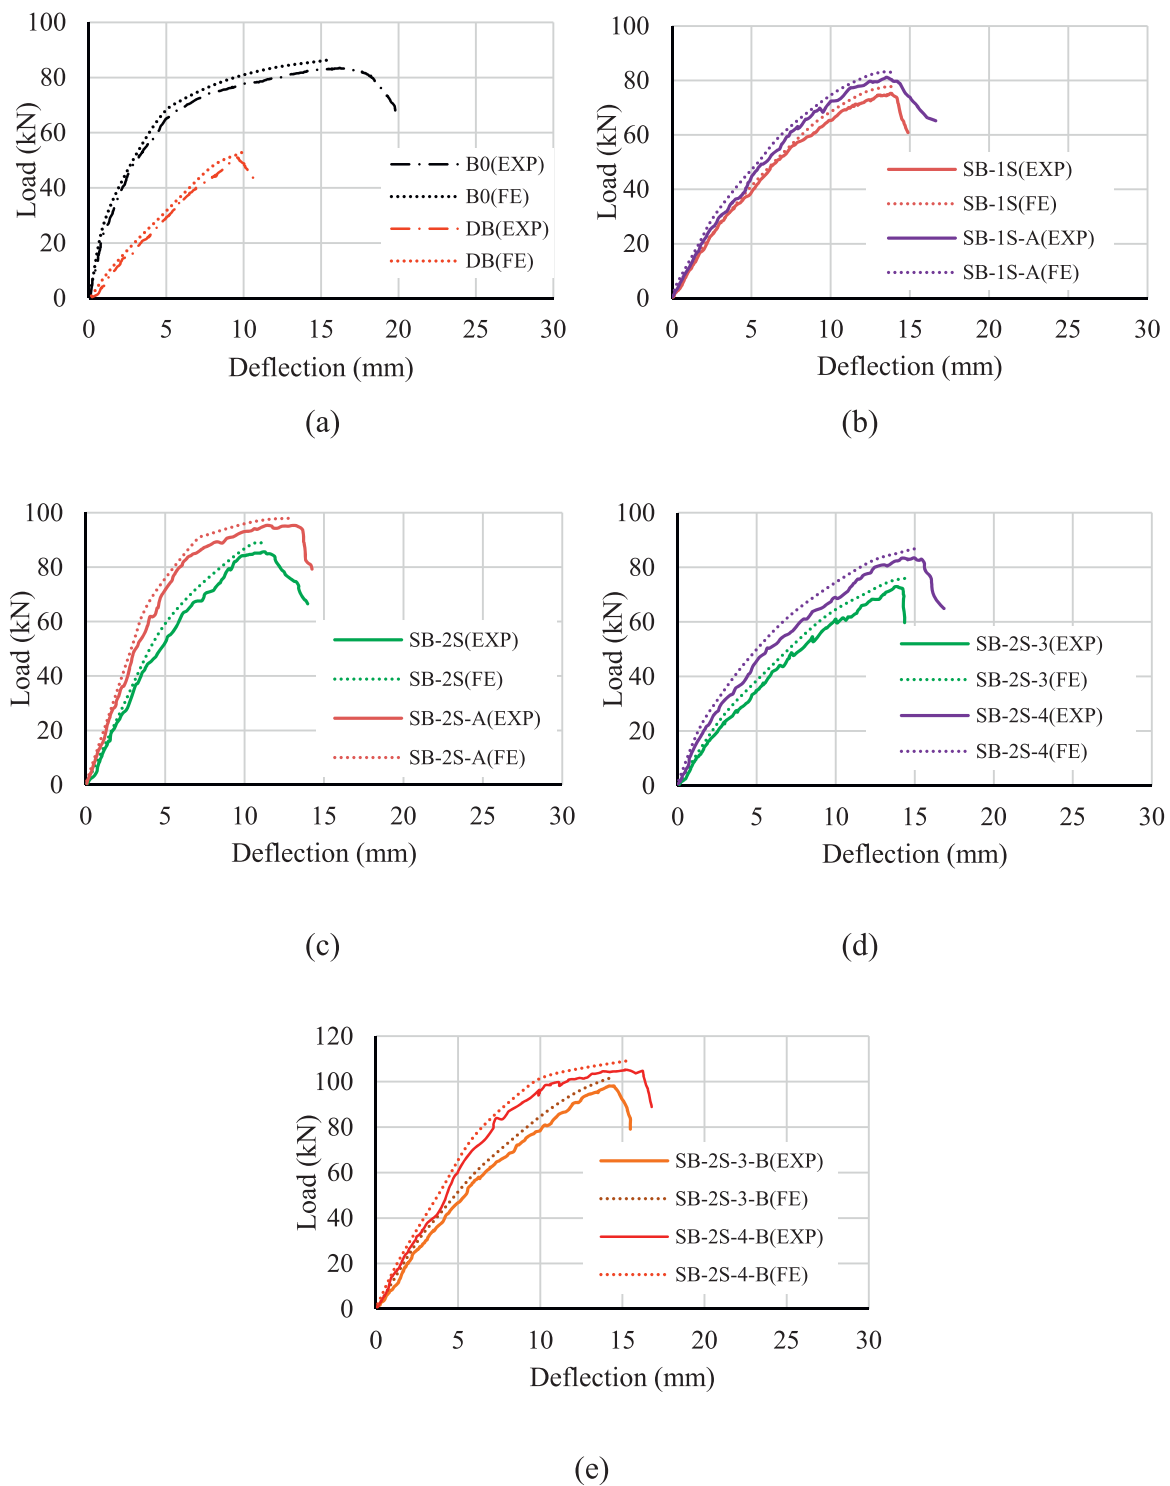 100
80
60
40
20
0
Load (kN)
B0(EXP)
B0(FE)
DB(EXP)
DB(FE)
0 5 10 15 20 25 30
Deflection (mm)
(a)
100
80
60
40
20
0
Load (kN)
SB-1S(EXP)
SB-1S(FE)
SB-1S-A(EXP)
SB-1S-A(FE)
0 5 10 15 20 25 30
Deflection (mm)
(b)
100
80
60
40
20
0
Load (kN)
SB-2S(EXP)
SB-2S(FE)
SB-2S-A(EXP)
SB-2S-A(FE)
0 5 10 15 20 25 30
Deflection (mm)
(c)
100
80
60
40
20
0
Load (kN)
SB-2S-3(EXP)
SB-2S-3(FE)
SB-2S-4(EXP)
SB-2S-4(FE)
0 5 10 15 20 25 30
Deflection (mm)
(d)
120
100
80
60
40
20
0
Load (kN)
SB-2S-3-B(EXP)
SB-2S-3-B(FE)
SB-2S-4-B(EXP)
SB-2S-4-B(FE)
0 5 10 15 20 25 30
Deflection (mm)
(e)